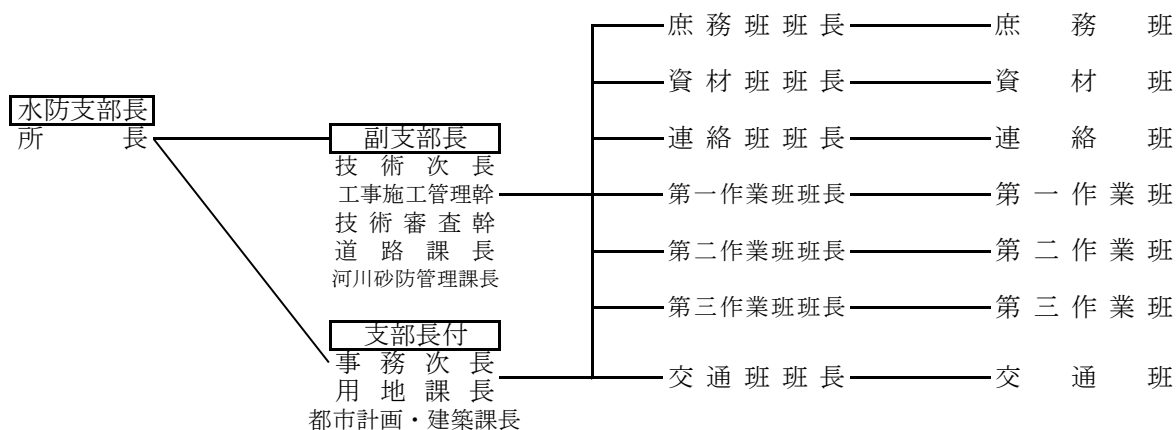 水防支部長
所長
副支部長
技術次長
工事施工管理幹
技術審査幹
道路課長
河川砂防管理課長
支部長付
事務次長
用地課長
都市計画・建築課長
庶務班班長 庶務班
資材班班長 資材班
連絡班班長 連絡班
第一作業班班長 第一作業班
第二作業班班長 第二作業班
第三作業班班長 第三作業班
交通班班長 交通班